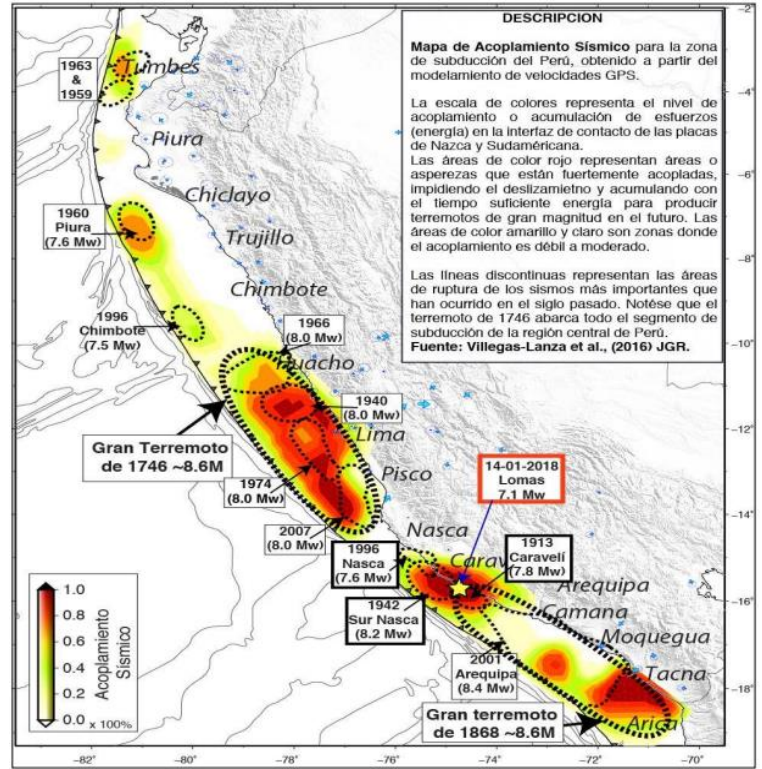 DESCRIPCION
Mapa de Acoplamiento Sísmico para la zona
de subducción del Perú, obtenido a partir del
modelamiento de velocidades GPS.
La escala de colores representa el nivel de
acoplamiento o acumulación de esfuerzos
(energía) en la interfaz de contacto de las placas
de Nazca y Sudaméricana.
Las áreas de color rojo representan áreas o
asperezas que están fuertemente acopladas,
impidiendo el deslizamietno y acumulando con
el tiempo suficiente energía para producir
terremotos de gran magnitud en el futuro. Las
áreas de color amarillo y claro son zonas donde
el acoplamiento es débil a moderado.
Las líneas discontinuas representan las áreas
de ruptura de los sismos más importantes que
han ocurrido en el siglo pasado. Notése que el
terremoto de 1746 abarca todo el segmento de
subducción de la región central de Perú.
Fuente: Villegas-Lanza et al., (2016) JGR.
1963
&
1959
Tumbes
Piura
Chiclayo
1960
Piura
(7.6 Mw)
Trujillo
Chimbote
1996
Chimbote
(7.5 Mw)
1966
(8.0 Mw)
Huacho
1940
(8.0 Mw)
Lima
Gran Terremoto
de 1746 ~8.6M
1974
(8.0 Mw)
Pisco
14-01-2018
Lomas
7.1 Mw
2007
(8.0 Mw)
Nasca
1996
Nasca
(7.6 Mw)
Carav
1913
Caravelí
(7.8 Mw)
Arequipa
1942
Sur Nasca
(8.2 Mw)
Camana
Moquegua
2001
Arequipa
(8.4 Mw)
Tacna
Gran terremoto
de 1868 ~8.6M
Arica
1.0
0.8
0.6
0.4
0.2
0.0
x 100%
Acoplamiento
Sísmico
−2°
−4°
−6°
−8°
−10°
−12°
−14°
−16°
−18°
−82°
−80°
−78°
−76°
−74°
−72°
−70°